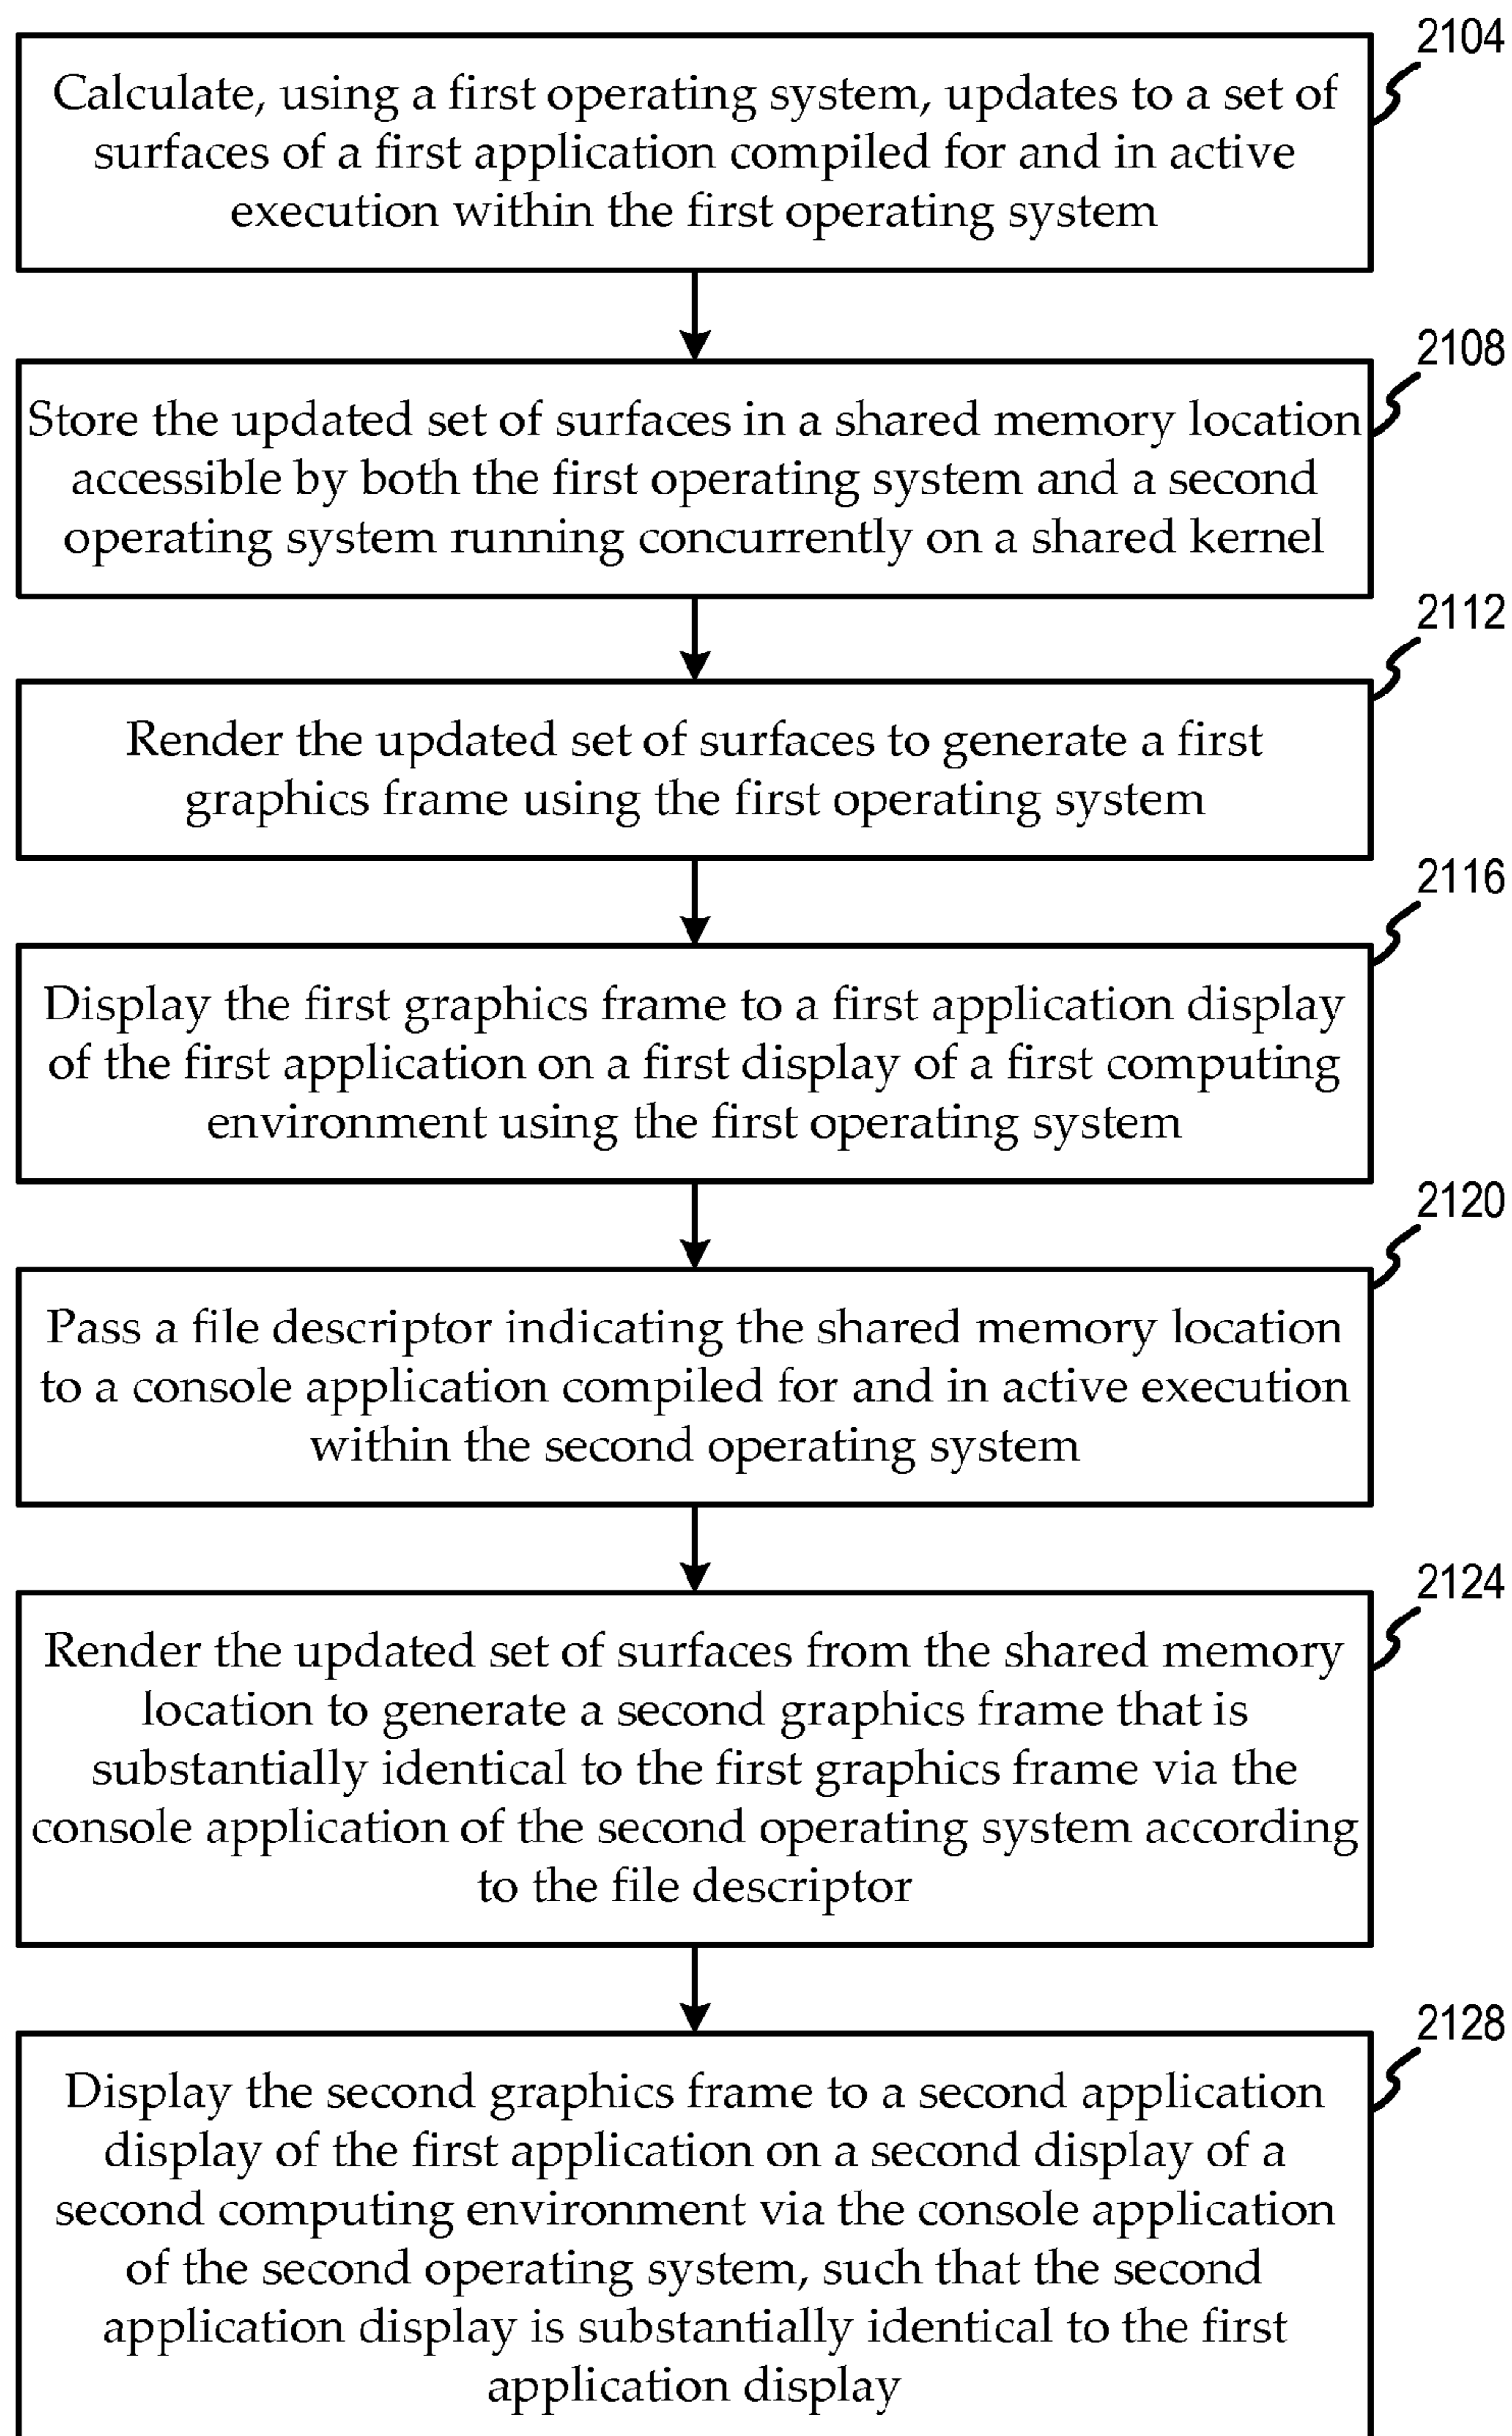 2104
Calculate, using a first operating system, updates to a set of
surfaces of a first application compiled for and in active
execution within the first operating system
2108
Store the updated set of surfaces in a shared memory location
accessible by both the first operating system and a second
operating system running concurrently on a shared kernel
2112
Render the updated set of surfaces to generate a first
graphics frame using the first operating system
2116
Display the first graphics frame to a first application display
of the first application on a first display of a first computing
environment using the first operating system
2120
Pass a file descriptor indicating the shared memory location
to a console application compiled for and in active execution
within the second operating system
2124
Render the updated set of surfaces from the shared memory
location to generate a second graphics frame that is
substantially identical to the first graphics frame via the
console application of the second operating system according
to the file descriptor
2128
Display the second graphics frame to a second application
display of the first application on a second display of a
second computing environment via the console application
of the second operating system, such that the second
application display is substantially identical to the first
application display